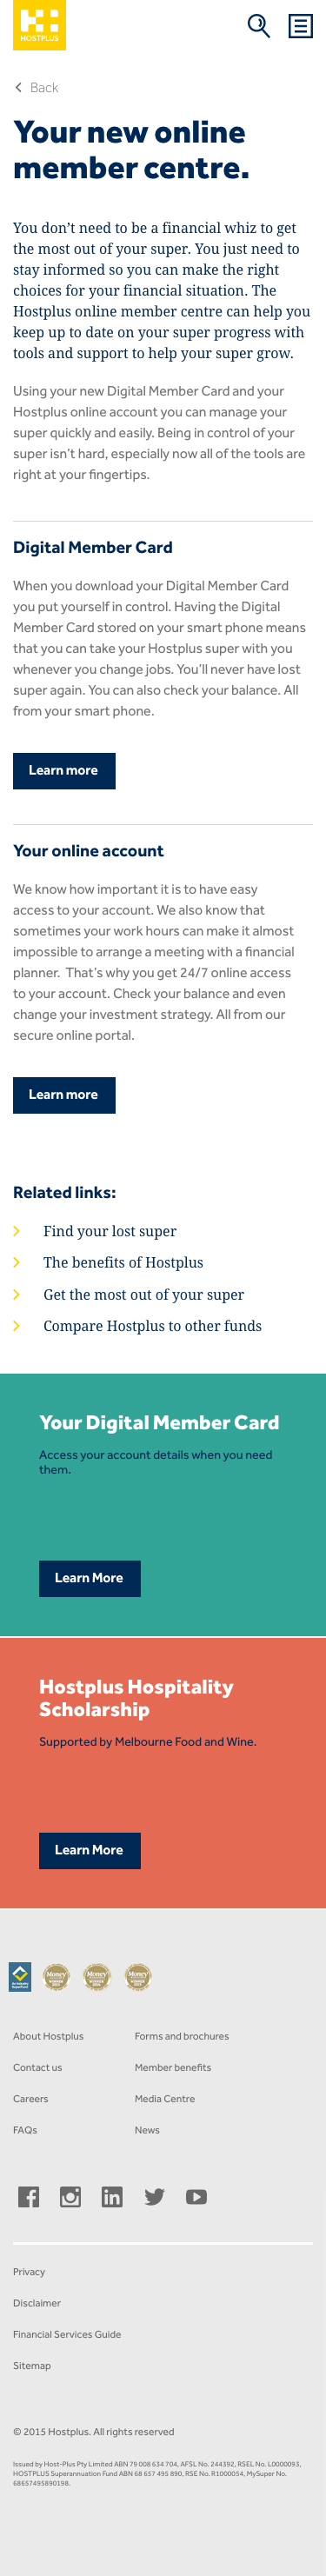 HOSTPLUS
Back
Your new online
member centre.
You don’t need to be a financial whiz to get
the most out of your super. You just need to
stay informed so you can make the right
choices for your financial situation. The
Hostplus online member centre can help you
keep up to date on your super progress with
tools and support to help your super grow.
Using your new Digital Member Card and your
Hostplus online account you can manage your
super quickly and easily. Being in control of your
super isn’t hard, especially now all of the tools are
right at your fingertips.
Digital Member Card
When you download your Digital Member Card
you put yourself in control. Having the Digital
Member Card stored on your smart phone means
that you can take your Hostplus super with you
whenever you change jobs. You’ll never have lost
super again. You can also check your balance. All
from your smart phone.
Learn more
Your online account
We know how important it is to have easy
access to your account. We also know that
sometimes your work hours can make it almost
impossible to arrange a meeting with a financial
planner.  That’s why you get 24/7 online access
to your account. Check your balance and even
change your investment strategy. All from our
secure online portal.
Learn more
Related links:
Find your lost super
The benefits of Hostplus
Get the most out of your super
Compare Hostplus to other funds
Your Digital Member Card
Access your account details when you need
them.
Learn More
Hostplus Hospitality
Scholarship
Supported by Melbourne Food and Wine.
Learn More
Money Money Money
About Hostplus
Contact us
Careers
FAQs
Forms and brochures
Member benefits
Media Centre
News
Privacy
Disclaimer
Financial Services Guide
Sitemap
© 2015 Hostplus. All rights reserved
Issued by Host-Plus Pty Limited ABN 79 008 634 704, AFSL No. 244392, RSEL No. L0000093,
HOSTPLUS Superannuation Fund ABN 68 657 495 890, RSE No. R1000054, MySuper No.
68657495890198.